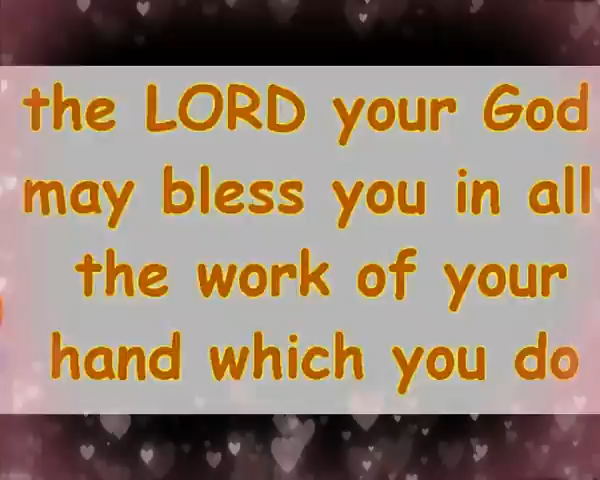 the LORD your God
may bless you in all
the work of your
hand which you do